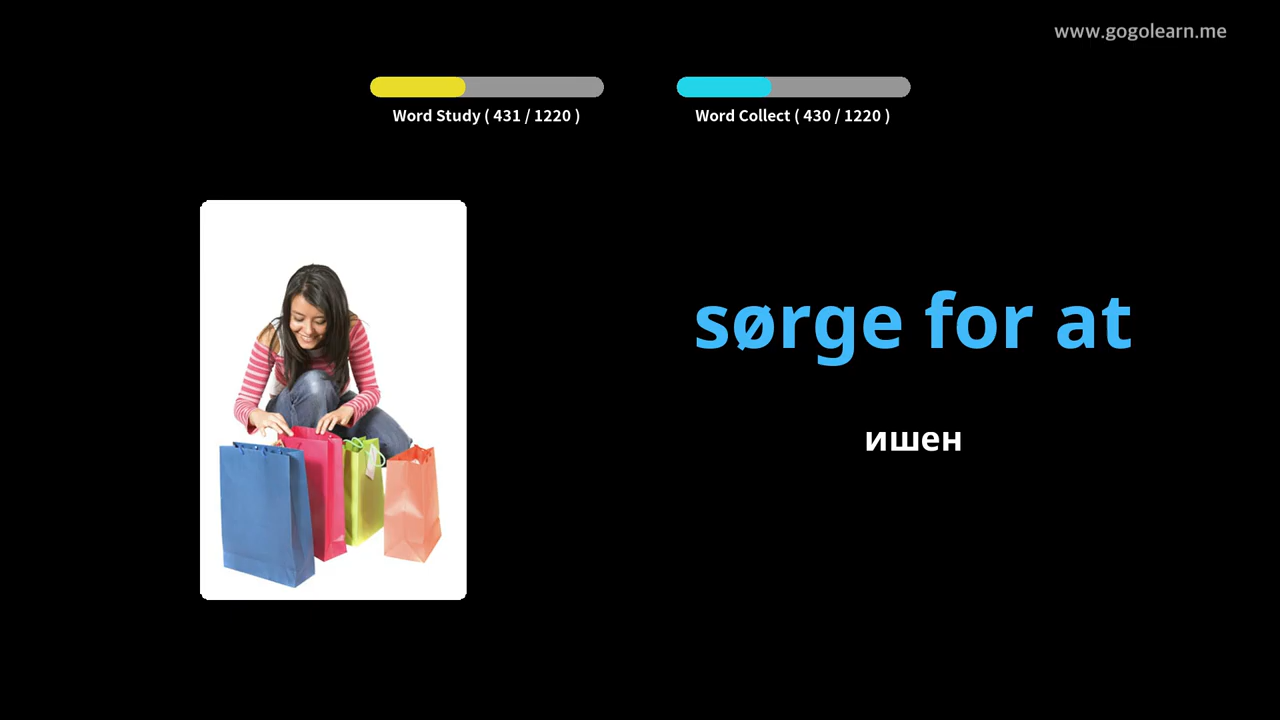 www.gogolearn.me
Word Study ( 431 / 1220 )
Word Collect ( 430 / 1220 )
sørge for at
ишен